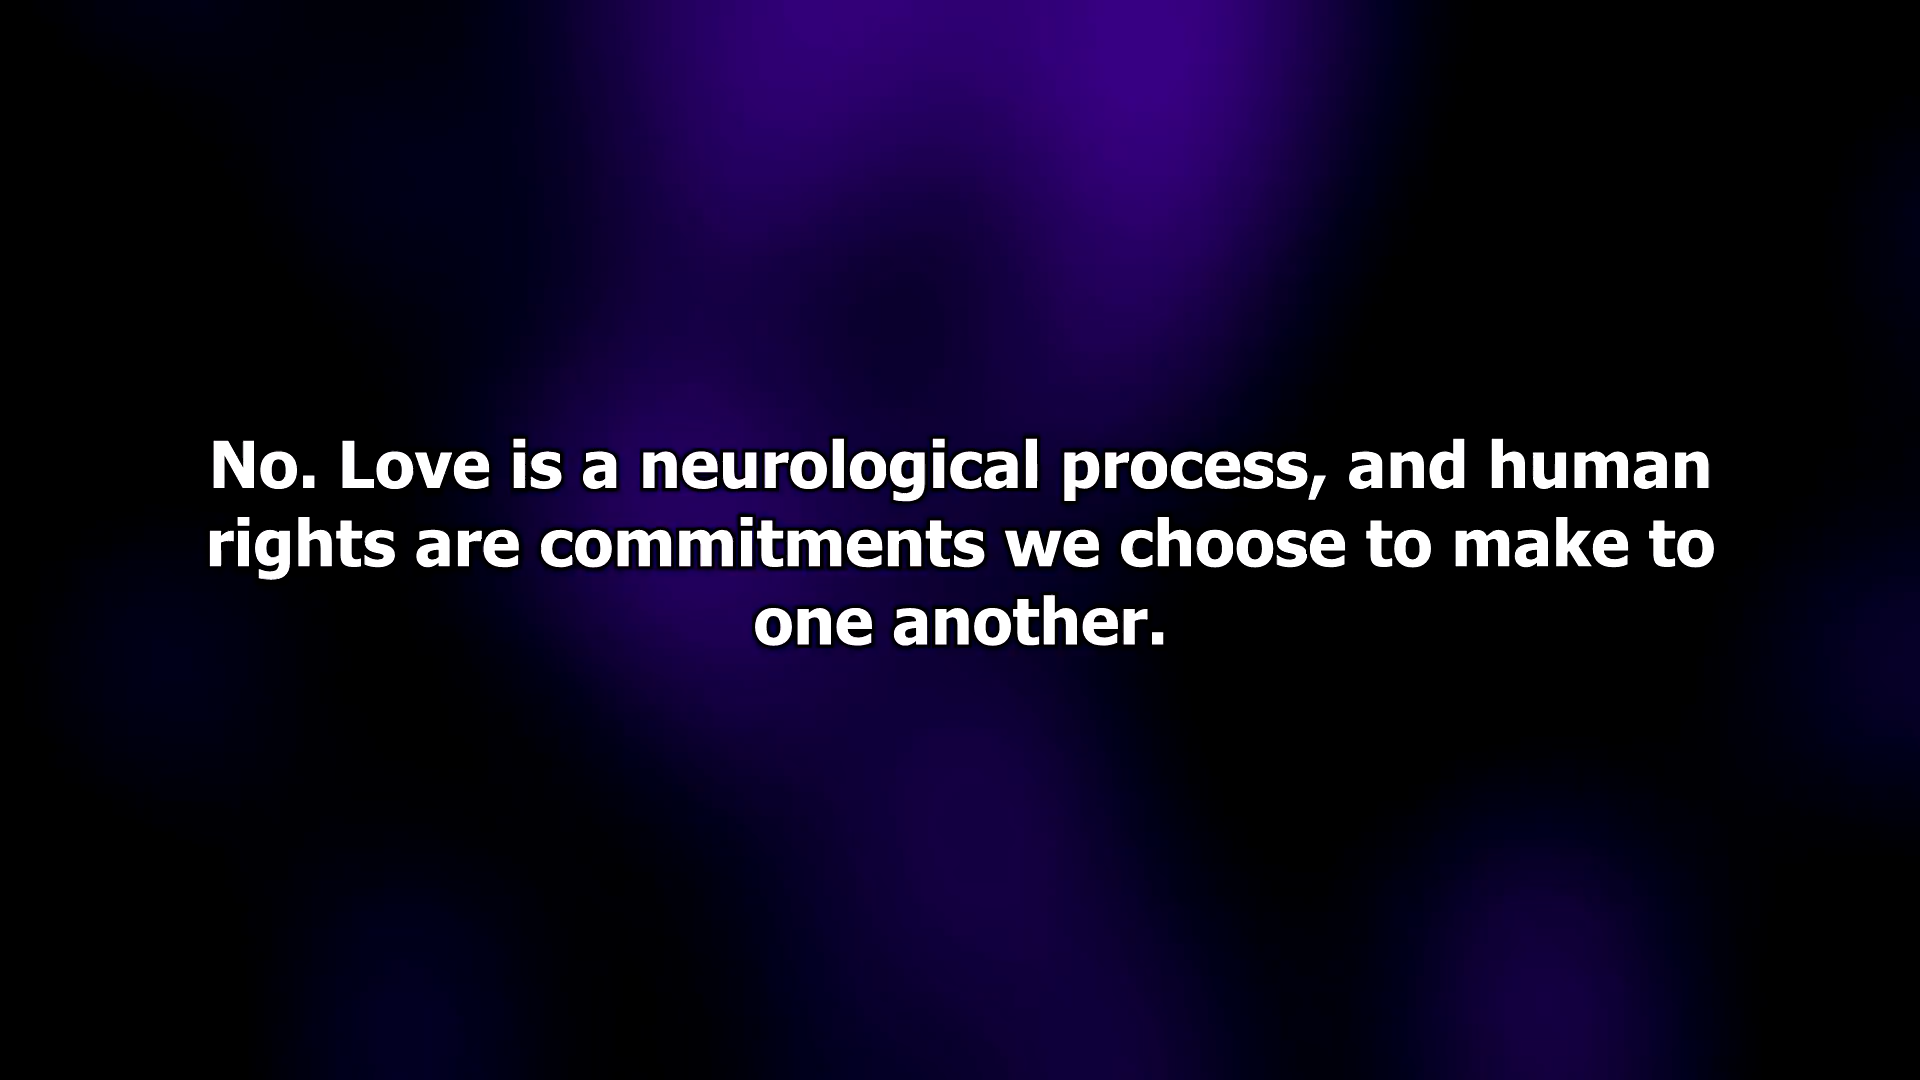 No. Love is a neurological process, and human
rights are commitments we choose to make to
one another.